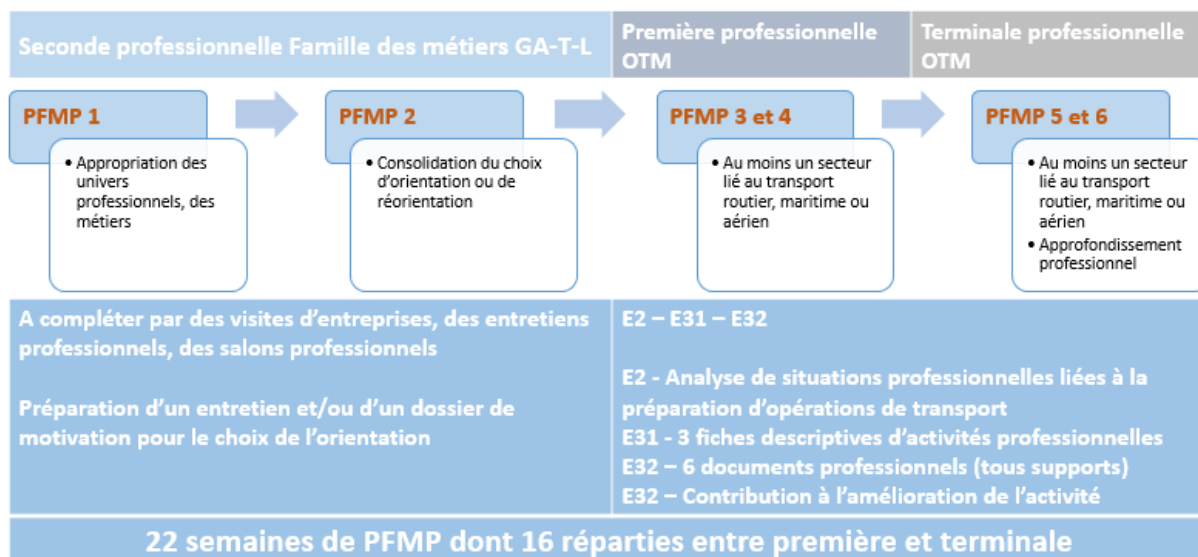 Seconde professionnelle Famille des métiers GA-T-L
Première professionnelle
OTM
Terminale professionnelle
OTM
PFMP 1
• Appropriation des
univers
professionnels, des
métiers
PFMP 2
• Consolidation du choix
d'orientation ou de
réorientation
PFMP 3 et 4
• Au moins un secteur
lié au transport
routier, maritime ou
aérien
PFMP 5 et 6
• Au moins un secteur
lié au transport
routier, maritime ou
aérien
• Approfondissement
professionnel
A compléter par des visites d'entreprises, des entretiens
professionnels, des salons professionnels
Préparation d'un entretien et/ou d'un dossier de
motivation pour le choix de l'orientation
E2 – E31 – E32
E2 - Analyse de situations professionnelles liées à la
préparation d'opérations de transport
E31 - 3 fiches descriptives d'activités professionnelles
E32 – 6 documents professionnels (tous supports)
E32 – Contribution à l'amélioration de l'activité
22 semaines de PFMP dont 16 réparties entre première et terminale